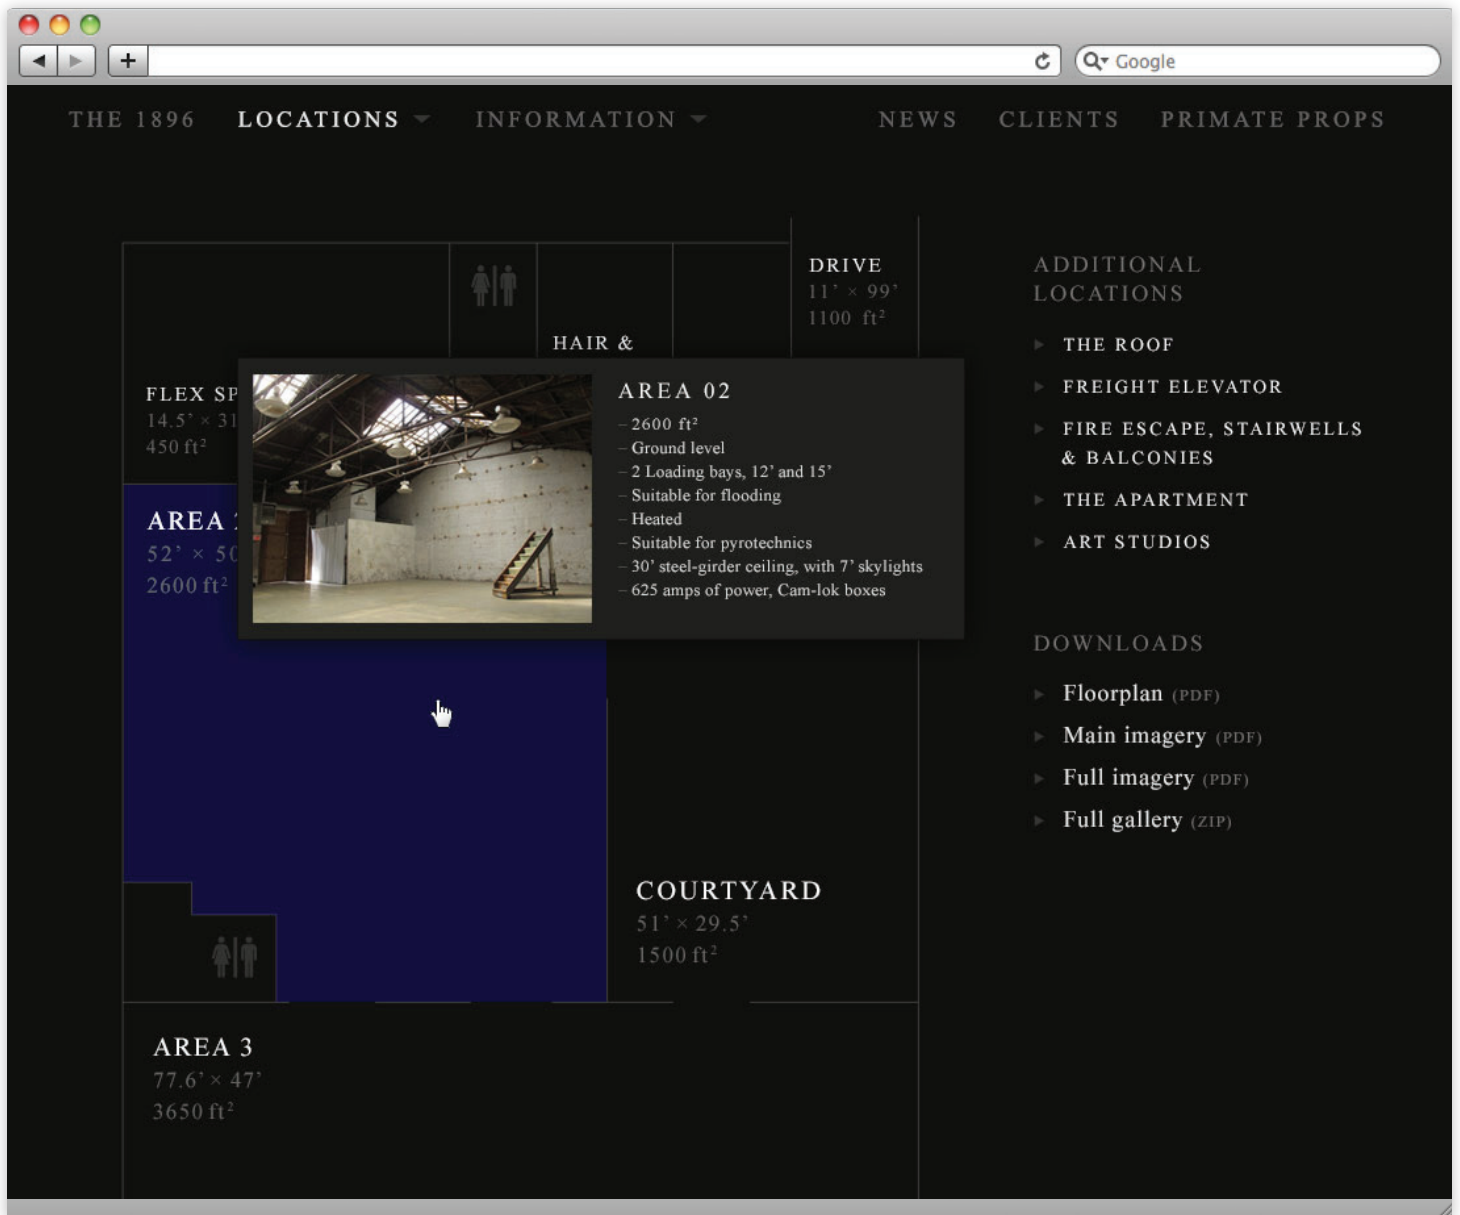 Google
THE 1896 LOCATIONS INFORMATION NEWS CLIENTS PRIMATE PROPS
DRIVE
11’ × 99’
1100 ft²
HAIR &
FLEX SP
14.5’ × 31
450 ft²
AREA
52’ × 50
2600 ft²
AREA 02
– 2600 ft²
– Ground level
– 2 Loading bays, 12’ and 15’
– Suitable for flooding
– Heated
– Suitable for pyrotechnics
– 30’ steel-girder ceiling, with 7’ skylights
– 625 amps of power, Cam-lok boxes
COURTYARD
51’ × 29.5’
1500 ft²
AREA 3
77.6’ × 47’
3650 ft²
ADDITIONAL
LOCATIONS
THE ROOF
FREIGHT ELEVATOR
FIRE ESCAPE, STAIRWELLS
& BALCONIES
THE APARTMENT
ART STUDIOS
DOWNLOADS
Floorplan (PDF)
Main imagery (PDF)
Full imagery (PDF)
Full gallery (ZIP)